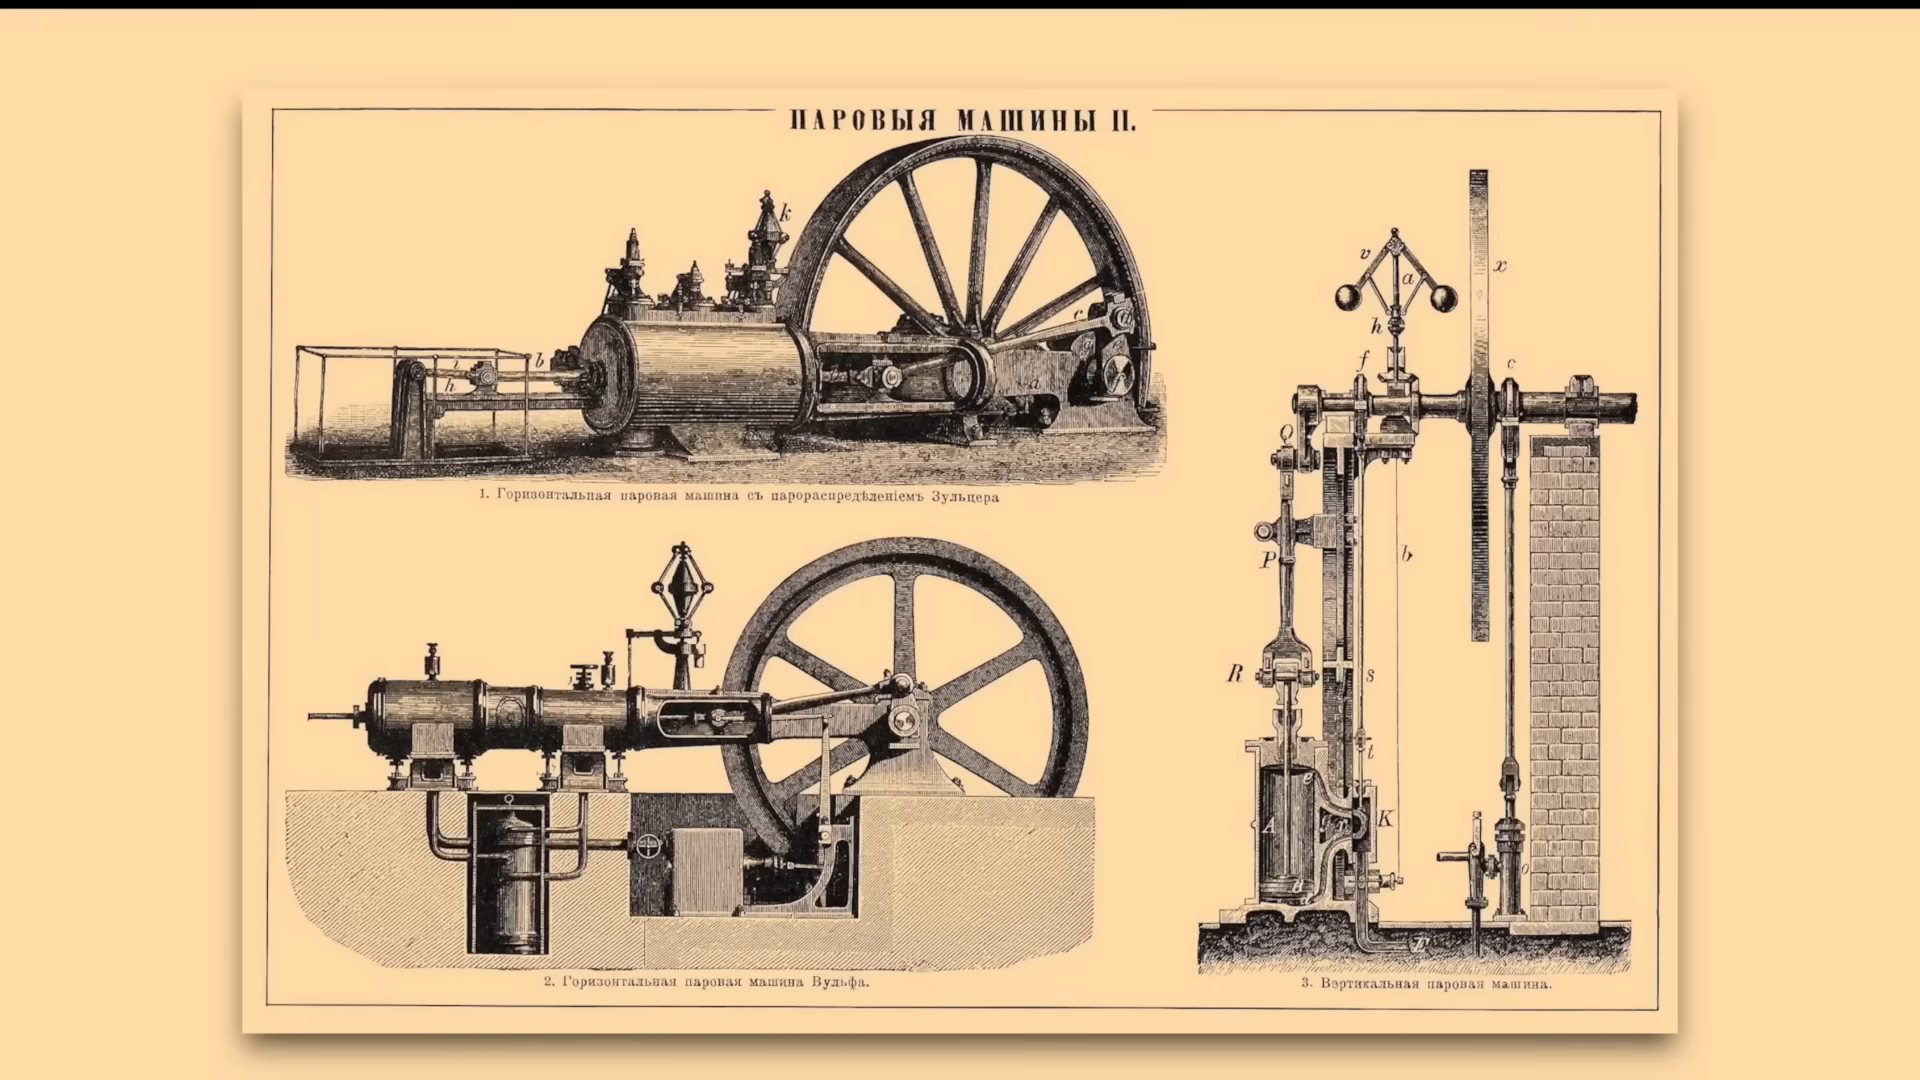 ПАРОВЫЯ МАШИНЫ II.
k
i
h
b
c
d
g
a
1. Горизонтальная паровая машина съ парораспредѣленіемъ Зульцера
2. Горизонтальная паровая машина Вульфа.
v
a
x
h
f
c
Q
P
b
R
s
t
e
A
K
B
o
3. Вертикальная паровая машина.